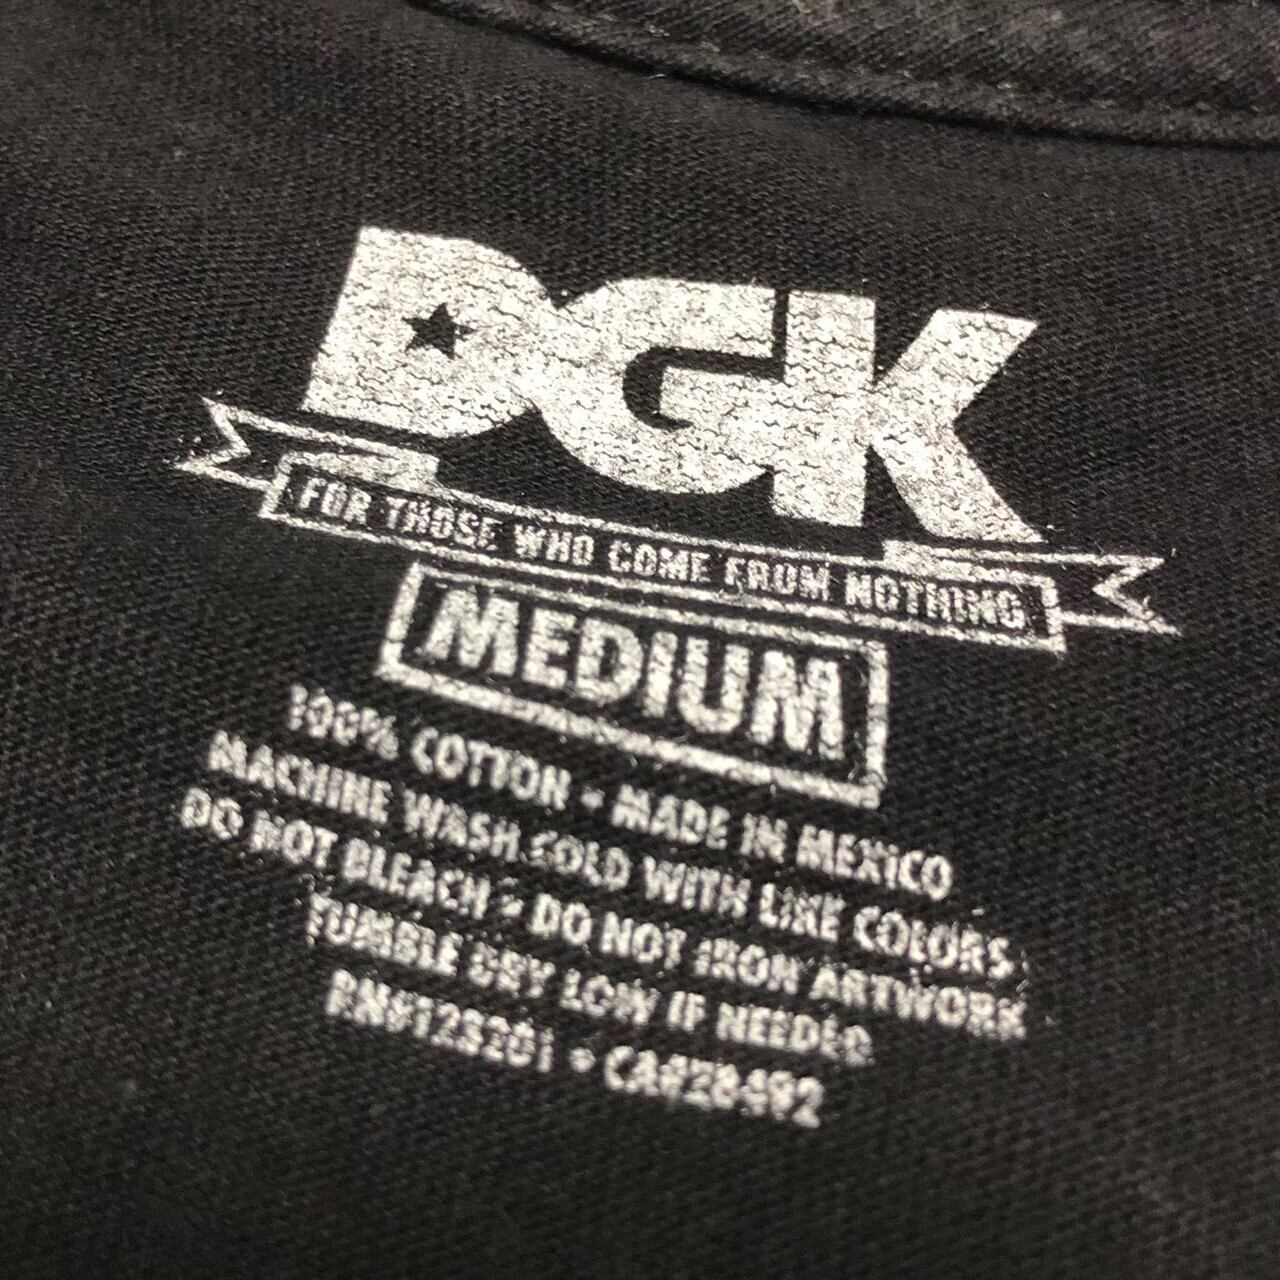 DGK
FOR THOSE WHO COME FROM NOTHING
MEDIUM
100% COTTON • MADE IN MEXICO
MACHINE WASH COLD WITH LIKE COLORS
DO NOT BLEACH • DO NOT IRON ARTWORK
TUMBLE DRY LOW IF NEEDED
RN#125201 • CA#28492